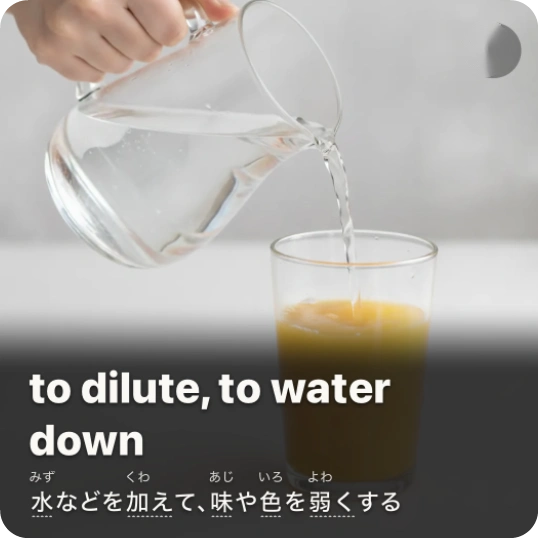 to dilute, to water
down
みず くわ あじ いろ よわ
水などを加えて、味や色を弱くする